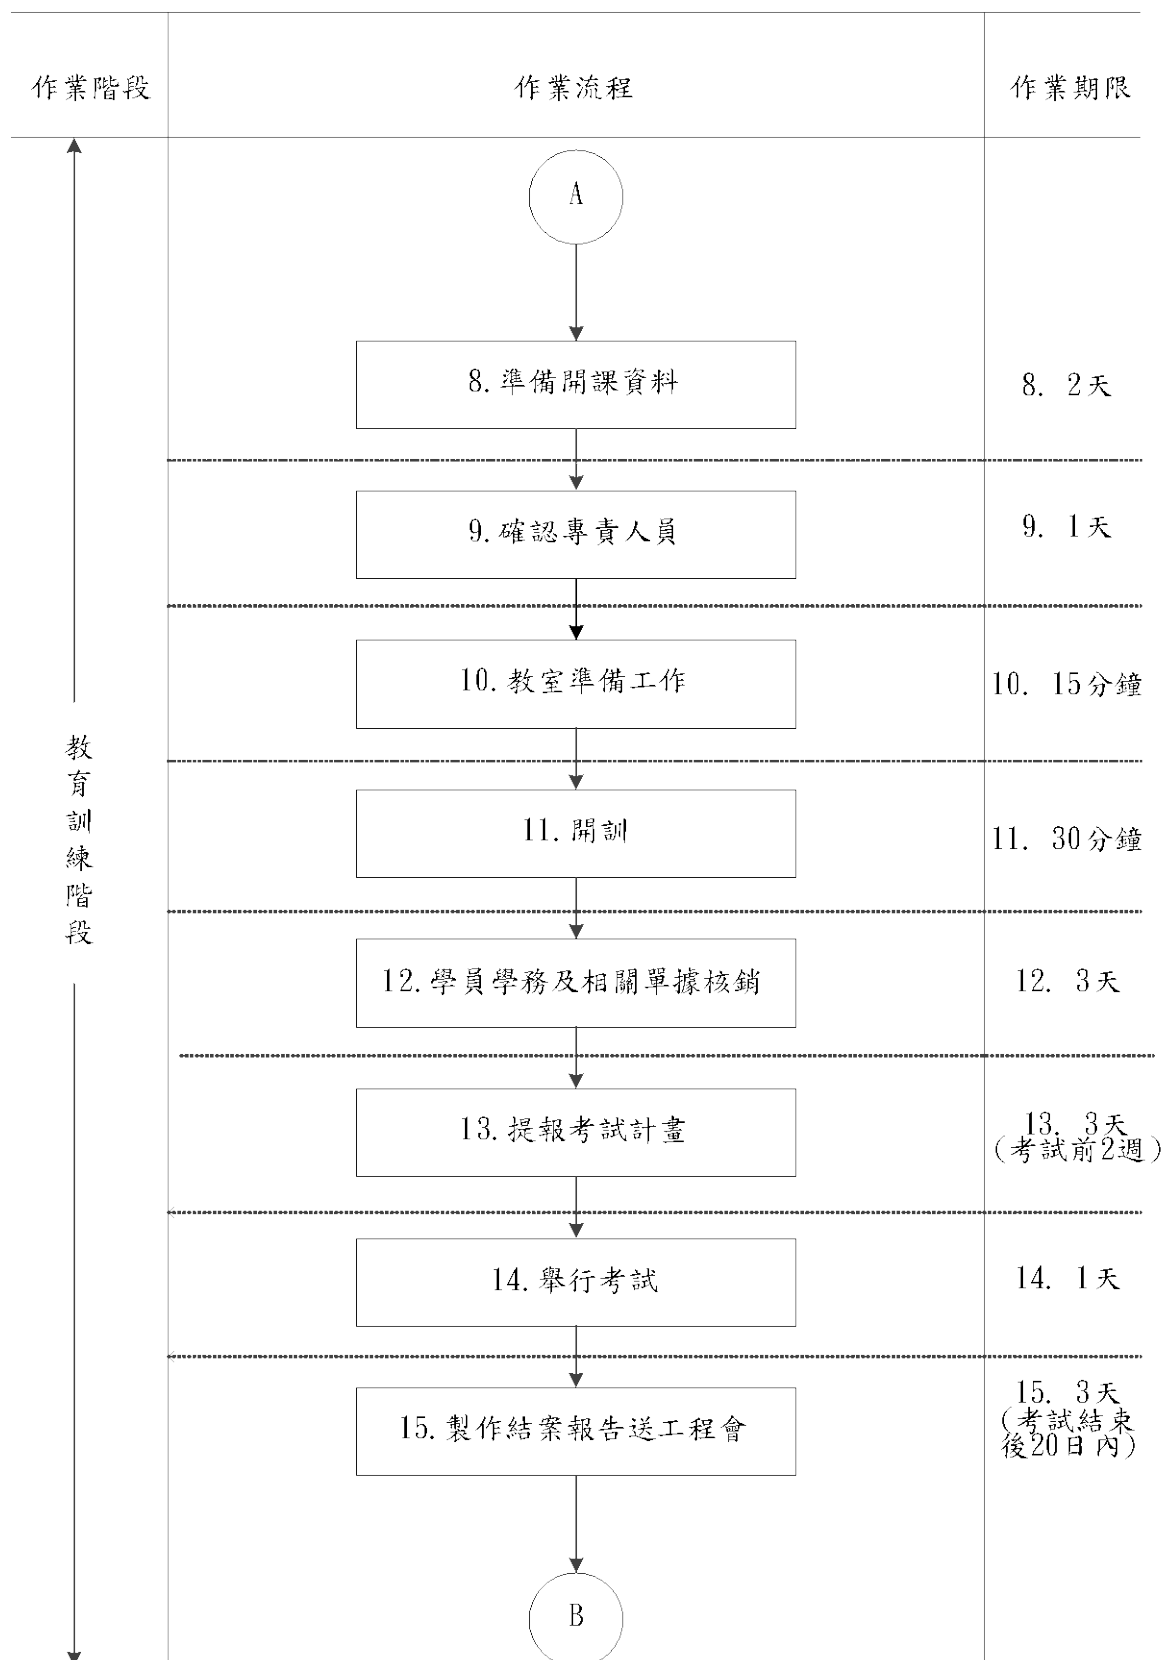 作業階段 作業流程 作業期限
A
8.準備開課資料 8. 2天
9.確認專責人員 9. 1天
10.教室準備工作 10. 15分鐘
教育訓練階段
11.開訓 11. 30分鐘
12.學員學務及相關單據核銷 12. 3天
13.提報考試計畫 13. 3天
(考試前2週)
14.舉行考試 14. 1天
15.製作結案報告送工程會 15. 3天
(考試結束
後20日內)
B